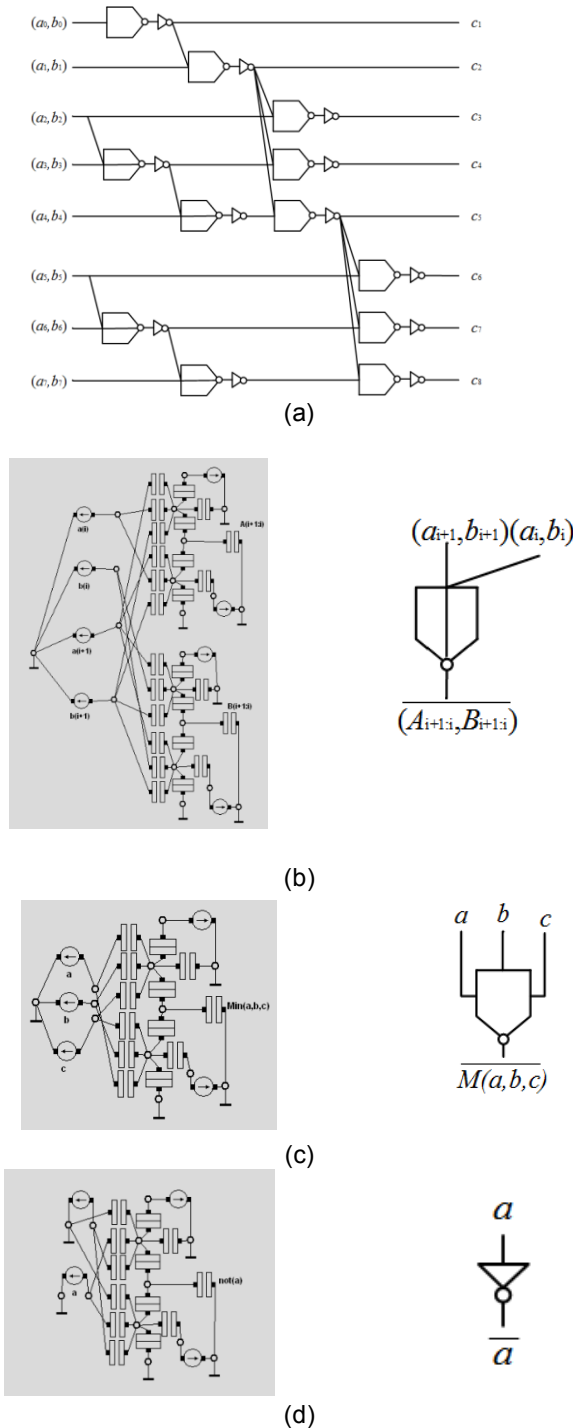 (a₀,b₀) c₁
(a₁,b₁) c₂
(a₂,b₂) c₃
(a₃,b₃) c₄
(a₄,b₄) c₅
(a₅,b₅) c₆
(a₆,b₆) c₇
(a₇,b₇) c₈
(a)
a(i)
b(i)
a(i+1)
b(i+1)
A(i+1:i)
B(i+1:i)
(aᵢ₊₁,bᵢ₊₁)(aᵢ,bᵢ)
(Aᵢ₊₁:ᵢ,Bᵢ₊₁:ᵢ)
(b)
a
b
c
Min(a,b,c)
a b c
M(a,b,c)
(c)
a
not(a)
a
a
(d)